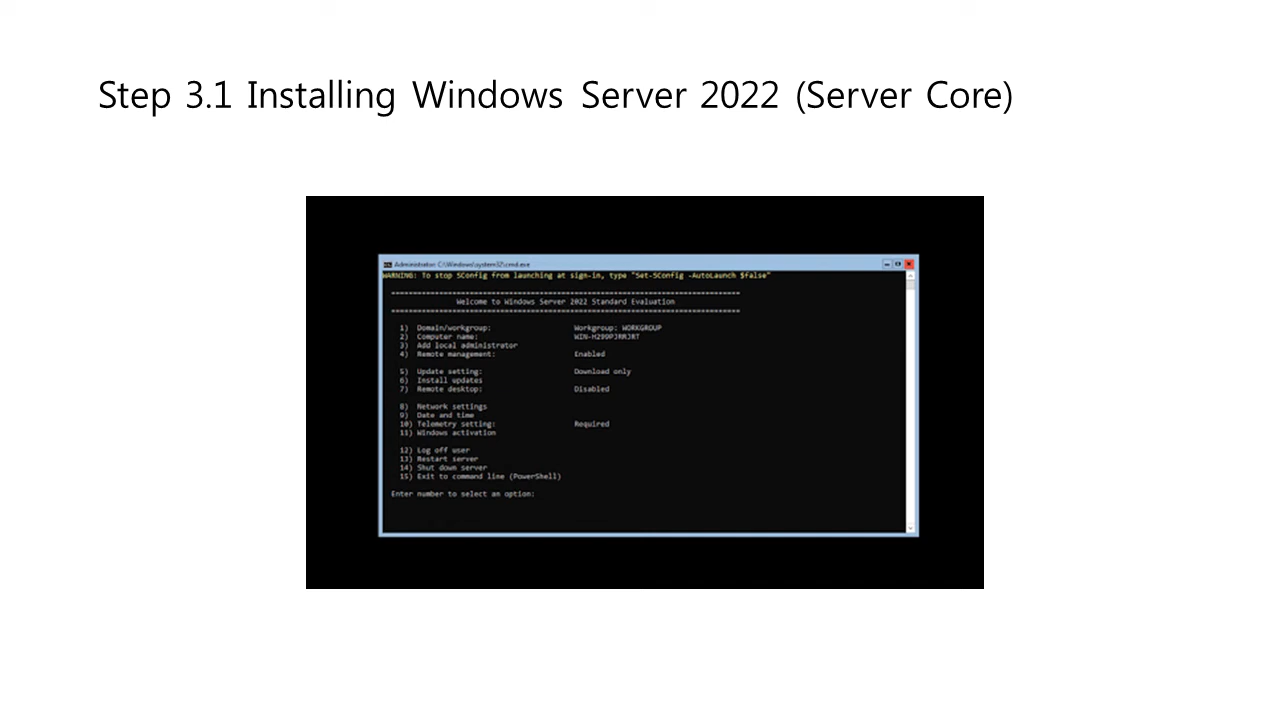 Step 3.1 Installing Windows Server 2022 (Server Core)
Administrator: C:\Windows\system32\cmd.exe
WARNING: To stop SConfig from launching at sign-in, type "Set-SConfig -AutoLaunch $false"
Welcome to Windows Server 2022 Standard Evaluation
1) Domain/workgroup: Workgroup: WORKGROUP
2) Computer name:
3) Add local administrator
4) Remote management: Enabled
5) Update setting: Download only
6) Install updates
7) Remote desktop: Disabled
8) Network settings
9) Date and time
10) Telemetry setting: Required
11) Windows activation
12) Log off user
13) Restart server
14) Shut down server
15) Exit to command line (PowerShell)
Enter number to select an option: